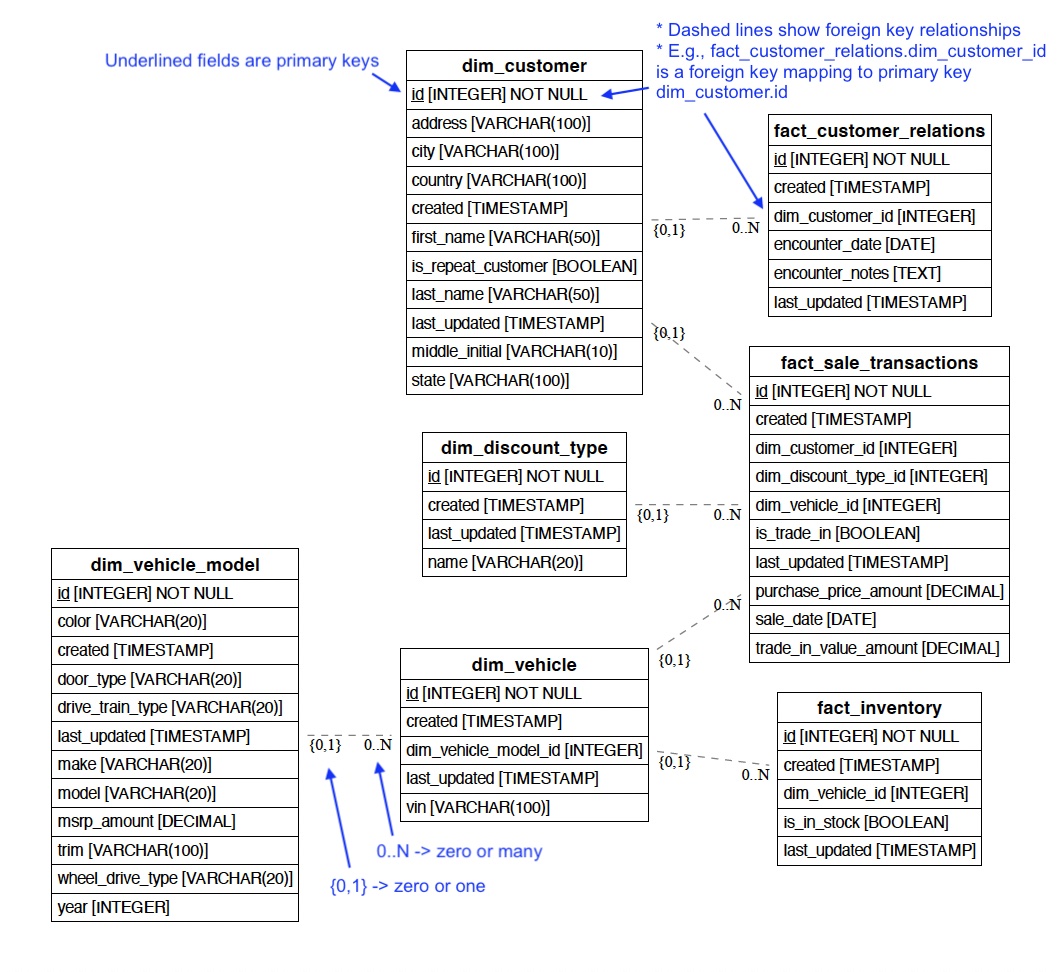 Underlined fields are primary keys
* Dashed lines show foreign key relationships
* E.g., fact_customer_relations.dim_customer_id
is a foreign key mapping to primary key
dim_customer.id
dim_customer
id [INTEGER] NOT NULL
address [VARCHAR(100)]
city [VARCHAR(100)]
country [VARCHAR(100)]
created [TIMESTAMP]
first_name [VARCHAR(50)]
is_repeat_customer [BOOLEAN]
last_name [VARCHAR(50)]
last_updated [TIMESTAMP]
middle_initial [VARCHAR(10)]
state [VARCHAR(100)]
{0,1}
0..N
fact_customer_relations
id [INTEGER] NOT NULL
created [TIMESTAMP]
dim_customer_id [INTEGER]
encounter_date [DATE]
encounter_notes [TEXT]
last_updated [TIMESTAMP]
{0,1}
0..N
fact_sale_transactions
id [INTEGER] NOT NULL
created [TIMESTAMP]
dim_customer_id [INTEGER]
dim_discount_type_id [INTEGER]
dim_vehicle_id [INTEGER]
is_trade_in [BOOLEAN]
last_updated [TIMESTAMP]
purchase_price_amount [DECIMAL]
sale_date [DATE]
trade_in_value_amount [DECIMAL]
dim_discount_type
id [INTEGER] NOT NULL
created [TIMESTAMP]
last_updated [TIMESTAMP]
name [VARCHAR(20)]
{0,1}
0..N
dim_vehicle_model
id [INTEGER] NOT NULL
color [VARCHAR(20)]
created [TIMESTAMP]
door_type [VARCHAR(20)]
drive_train_type [VARCHAR(20)]
last_updated [TIMESTAMP]
make [VARCHAR(20)]
model [VARCHAR(20)]
msrp_amount [DECIMAL]
trim [VARCHAR(100)]
wheel_drive_type [VARCHAR(20)]
year [INTEGER]
{0,1}
0..N
dim_vehicle
id [INTEGER] NOT NULL
created [TIMESTAMP]
dim_vehicle_model_id [INTEGER]
last_updated [TIMESTAMP]
vin [VARCHAR(100)]
0..N
{0,1}
{0,1}
0..N
fact_inventory
id [INTEGER] NOT NULL
created [TIMESTAMP]
dim_vehicle_id [INTEGER]
is_in_stock [BOOLEAN]
last_updated [TIMESTAMP]
0..N -> zero or many
{0,1} -> zero or one